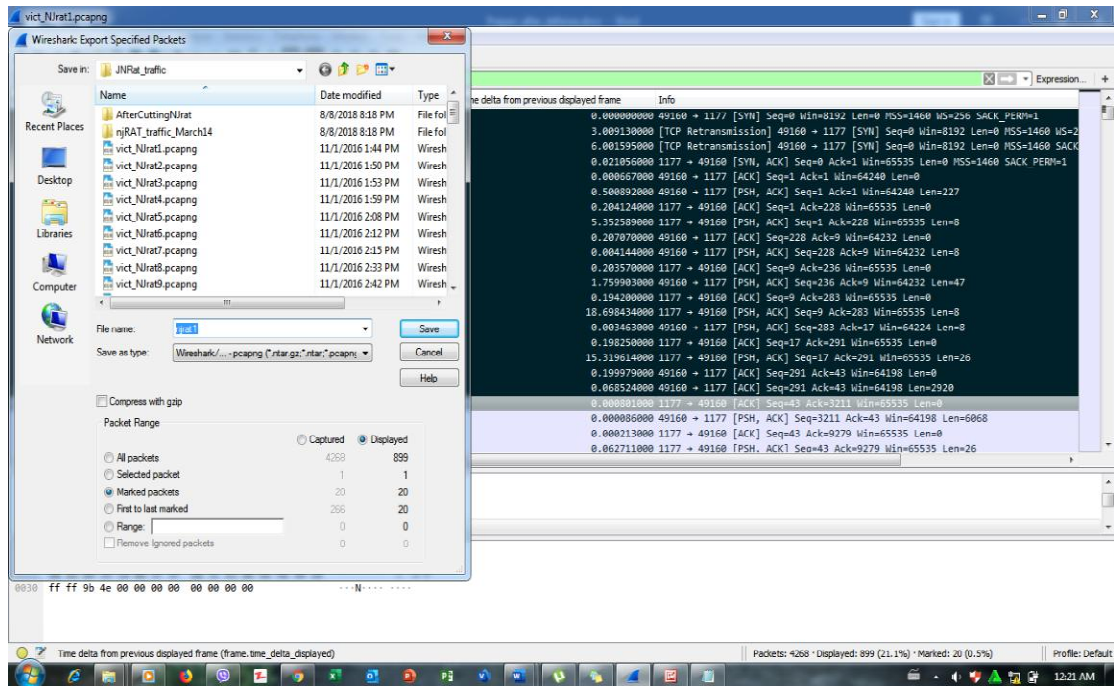 vict_NJrat1.pcapng
Wireshark: Export Specified Packets
Save in:
JNRat_traffic
Name
Date modified
Type
Recent Places
Desktop
Libraries
Computer
Network
AfterCuttingNJrat 8/8/2018 8:18 PM File fol
njRAT_traffic_March14 8/8/2018 8:18 PM File fol
vict_NJrat1.pcapng 11/1/2016 1:44 PM Wiresh
vict_NJrat2.pcapng 11/1/2016 1:50 PM Wiresh
vict_NJrat3.pcapng 11/1/2016 1:53 PM Wiresh
vict_NJrat4.pcapng 11/1/2016 1:59 PM Wiresh
vict_NJrat5.pcapng 11/1/2016 2:08 PM Wiresh
vict_NJrat6.pcapng 11/1/2016 2:12 PM Wiresh
vict_NJrat7.pcapng 11/1/2016 2:15 PM Wiresh
vict_NJrat8.pcapng 11/1/2016 2:33 PM Wiresh
vict_NJrat9.pcapng 11/1/2016 2:42 PM Wiresh
File name:
njrat1
Save
Save as type:
Wireshark/... - pcapng (*.ntar.gz;*.ntar;*.pcapng
Cancel
Help
Compress with gzip
Packet Range
Captured Displayed
All packets 4268 899
Selected packet 1 1
Marked packets 20 20
First to last marked 266 20
Range: 0 0
Remove Ignored packets 0 0
Expression... +
ne delta from previous displayed frame Info
0.000000000 49160 → 1177 [SYN] Seq=0 Win=8192 Len=0 MSS=1460 WS=256 SACK_PERM=1
3.009130000 [TCP Retransmission] 49160 → 1177 [SYN] Seq=0 Win=8192 Len=0 MSS=1460 WS=2
6.001595000 [TCP Retransmission] 49160 → 1177 [SYN] Seq=0 Win=8192 Len=0 MSS=1460 SACK
0.021056000 1177 → 49160 [SYN, ACK] Seq=0 Ack=1 Win=65535 Len=0 MSS=1460 SACK_PERM=1
0.000667000 49160 → 1177 [ACK] Seq=1 Ack=1 Win=64240 Len=0
0.500892000 49160 → 1177 [PSH, ACK] Seq=1 Ack=1 Win=64240 Len=227
0.204124000 1177 → 49160 [ACK] Seq=1 Ack=228 Win=65535 Len=0
5.352589000 1177 → 49160 [PSH, ACK] Seq=1 Ack=228 Win=65535 Len=8
0.207070000 49160 → 1177 [ACK] Seq=228 Ack=9 Win=64232 Len=0
0.004144000 49160 → 1177 [PSH, ACK] Seq=228 Ack=9 Win=64232 Len=8
0.203570000 1177 → 49160 [ACK] Seq=9 Ack=236 Win=65535 Len=0
1.759903000 49160 → 1177 [PSH, ACK] Seq=236 Ack=9 Win=64232 Len=47
0.194200000 1177 → 49160 [ACK] Seq=9 Ack=283 Win=65535 Len=0
18.698434000 1177 → 49160 [PSH, ACK] Seq=9 Ack=283 Win=65535 Len=8
0.003463000 49160 → 1177 [PSH, ACK] Seq=283 Ack=17 Win=64224 Len=8
0.198250000 1177 → 49160 [ACK] Seq=17 Ack=291 Win=65535 Len=0
15.319614000 1177 → 49160 [PSH, ACK] Seq=17 Ack=291 Win=65535 Len=26
0.199979000 49160 → 1177 [ACK] Seq=291 Ack=43 Win=64198 Len=0
0.068524000 49160 → 1177 [ACK] Seq=291 Ack=43 Win=64198 Len=2920
0.000801000 1177 → 49160 [ACK] Seq=43 Ack=3211 Win=65535 Len=0
0.000086000 49160 → 1177 [PSH, ACK] Seq=3211 Ack=43 Win=64198 Len=6068
0.000213000 1177 → 49160 [ACK] Seq=43 Ack=9279 Win=65535 Len=0
0.062711000 1177 → 49160 [PSH, ACK] Seq=43 Ack=9279 Win=65535 Len=26
0030 ff ff 9b 4e 00 00 00 00 00 00 00 00 ···N···· ····
Time delta from previous displayed frame (frame.time_delta_displayed)
Packets: 4268 · Displayed: 899 (21.1%) · Marked: 20 (0.5%)
Profile: Default
12:21 AM